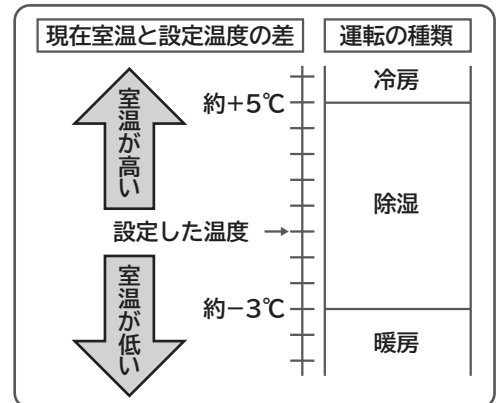 現在室温と設定温度の差
運転の種類
室温が高い
約+5℃
設定した温度
約−3℃
室温が低い
冷房
除湿
暖房